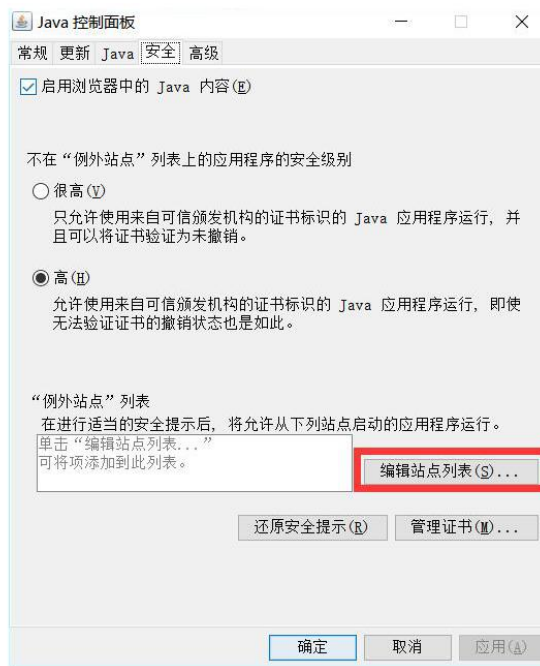 Java 控制面板
常规 更新 Java 安全 高级
启用浏览器中的 Java 内容(E)
不在“例外站点”列表上的应用程序的安全级别
很高(V)
只允许使用来自可信颁发机构的证书标识的 Java 应用程序运行, 并
且可以将证书验证为未撤销。
高(H)
允许使用来自可信颁发机构的证书标识的 Java 应用程序运行, 即使
无法验证证书的撤销状态也是如此。
“例外站点”列表
在进行适当的安全提示后, 将允许从下列站点启动的应用程序运行。
单击“编辑站点列表...”
可将项添加到此列表。
编辑站点列表(S)...
还原安全提示(R) 管理证书(M)...
确定 取消 应用(A)